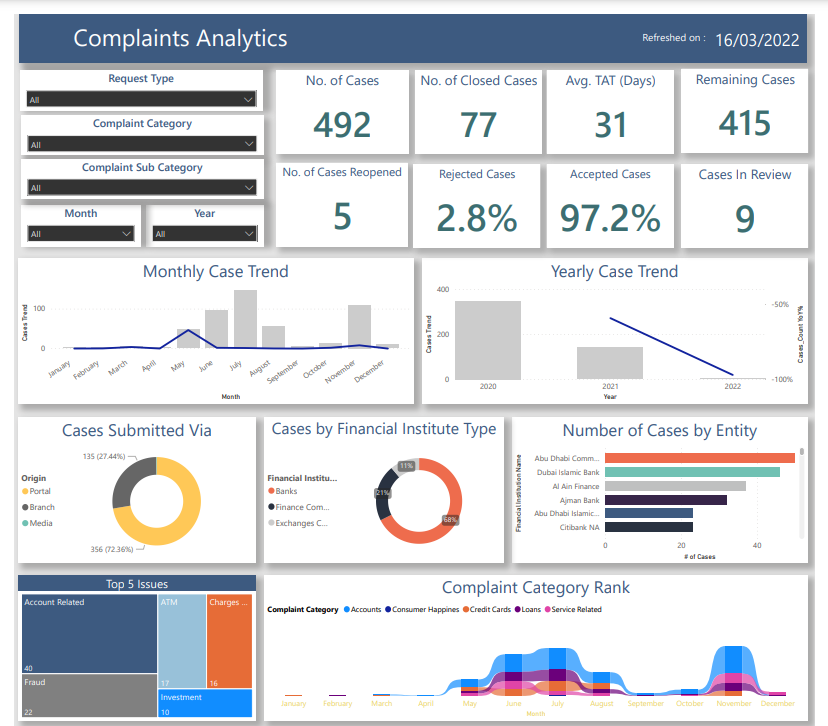 Complaints Analytics
Refreshed on : 16/03/2022
Request Type
All
Complaint Category
All
Complaint Sub Category
All
Month
All
Year
All
No. of Cases
492
No. of Closed Cases
77
Avg. TAT (Days)
31
Remaining Cases
415
No. of Cases Reopened
5
Rejected Cases
2.8%
Accepted Cases
97.2%
Cases In Review
9
Monthly Case Trend
Cases Trend
100
0
January
February
March
April
May
June
July
August
September
October
November
December
Month
Yearly Case Trend
Cases Trend
400
200
0
-50%
-100%
Cases_Count YoY%
2020
2021
2022
Year
Cases Submitted Via
135 (27.44%)
Origin
Portal
Branch
Media
356 (72.36%)
Cases by Financial Institute Type
Financial Institu...
Banks
Finance Com...
Exchanges C...
11%
21%
68%
Number of Cases by Entity
Financial Institution Name
Abu Dhabi Comm...
Dubai Islamic Bank
Al Ain Finance
Ajman Bank
Abu Dhabi Islamic...
Citibank NA
0
20
40
# of Cases
Top 5 Issues
Account Related
40
Fraud
22
ATM
17
Charges ...
16
Investment
10
Complaint Category Rank
Complaint Category
Accounts
Consumer Happines
Credit Cards
Loans
Service Related
January
February
March
April
May
June
July
August
September
October
November
December
Month